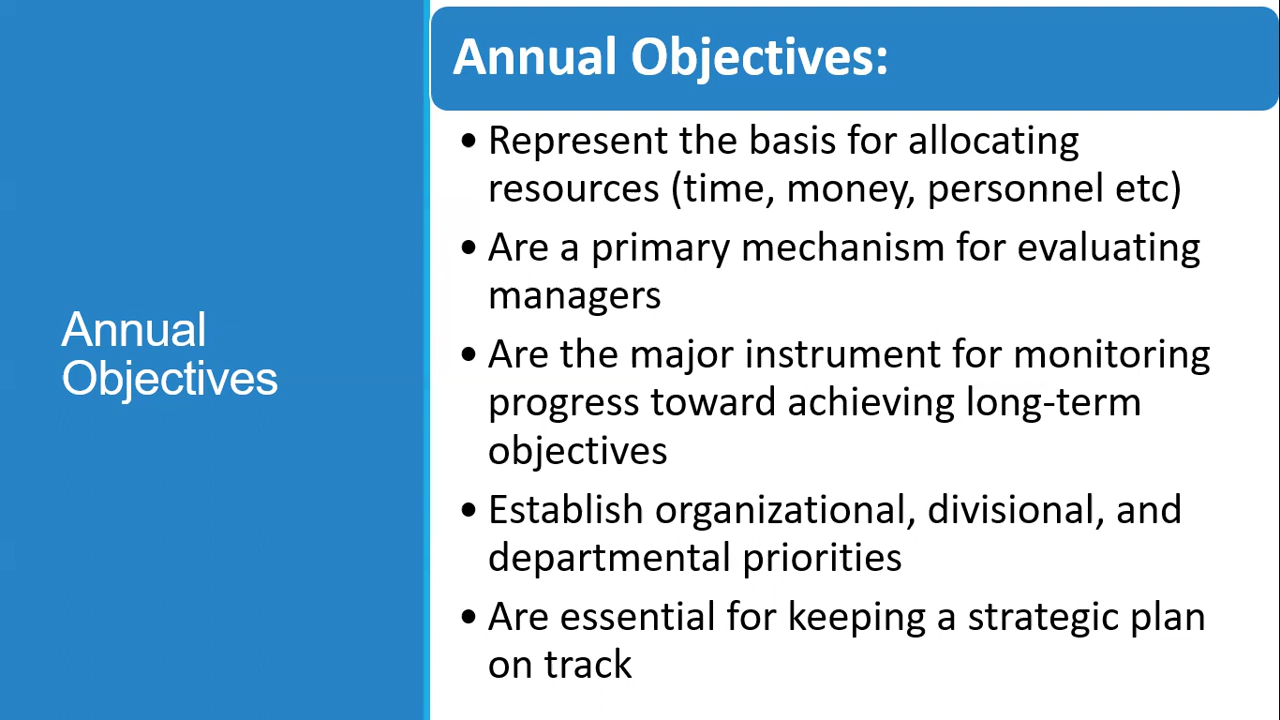 Annual
Objectives
Annual Objectives:
• Represent the basis for allocating
resources (time, money, personnel etc)
• Are a primary mechanism for evaluating
managers
• Are the major instrument for monitoring
progress toward achieving long-term
objectives
• Establish organizational, divisional, and
departmental priorities
• Are essential for keeping a strategic plan
on track